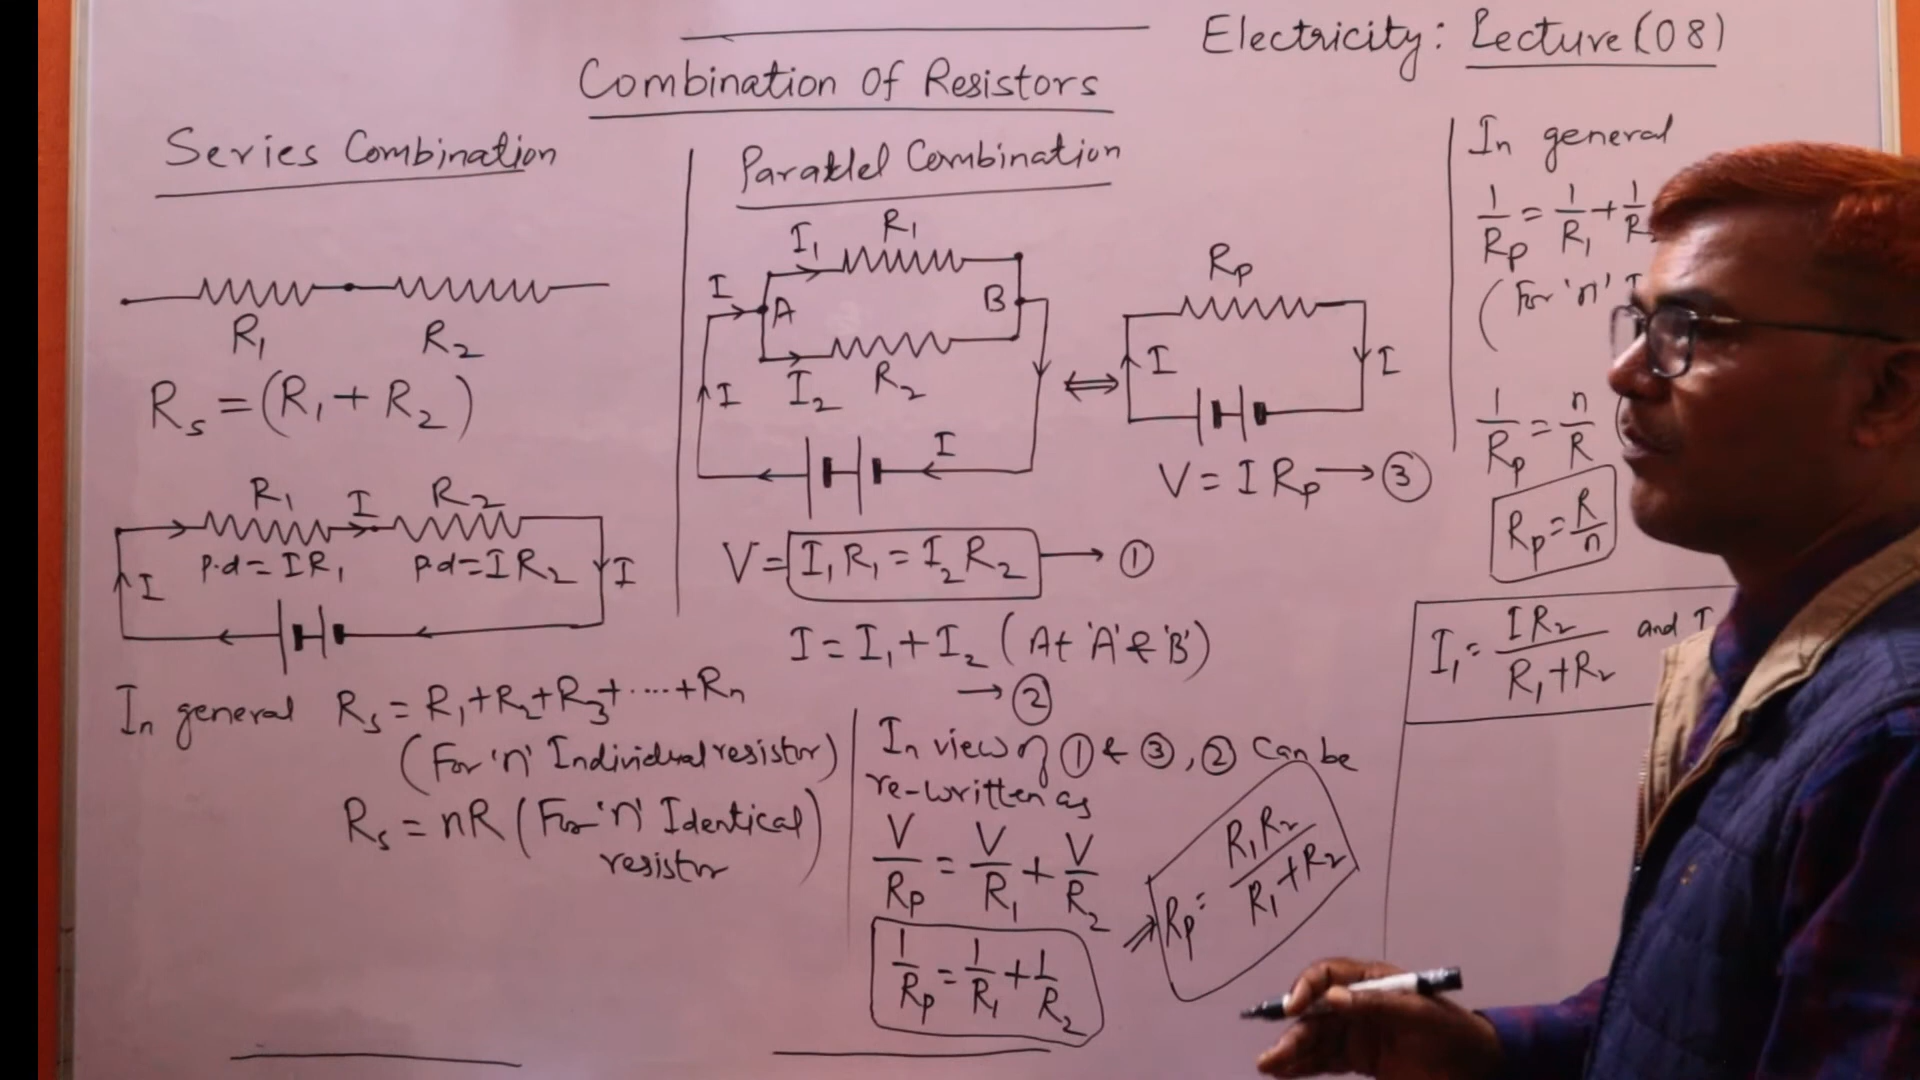 Electricity: Lecture (08)
Combination Of Resistors
Series Combination
R₁ R₂
Rₛ = (R₁ + R₂)
R₁ I R₂
p.d = IR₁ p.d = IR₂
I I
In general Rₛ = R₁ + R₂ + R₃ + ····· + Rn
(For 'n' Individual resistor)
Rₛ = nR (For 'n' Identical
resistor)
Parallel Combination
I₁ R₁
I A B
I I₂ R₂
I
Rp
I I
V = I Rp → ③
V = I₁R₁ = I₂R₂ → ①
I = I₁ + I₂ (At 'A' & 'B')
→ ②
In view of ① & ③, ② Can be
re-written as
V/Rp = V/R₁ + V/R₂
1/Rp = 1/R₁ + 1/R₂
⇒ Rp = R₁R₂/R₁+R₂
In general
1/Rp = 1/R₁ + 1/R
(For 'n'
1/Rp = n/R
Rp = R/n
I₁ = IR₂/R₁+R₂ and I